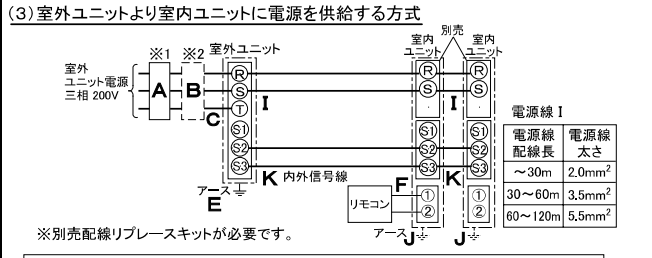 (3)室外ユニットより室内ユニットに電源を供給する方式
別売
※1 ※2 室外ユニット
室内
ユニット
室内
ユニット
室外
ユニット電源
三相 200V
A
B
C
R
S
T
S1
S2
S3
I
R
S
S1
S2
S3
①
②
I
R
S
S1
S2
S3
①
②
K 内外信号線
K
F
アース
E
リモコン
アース
J
J
※別売配線リプレースキットが必要です。
電源線 I
電源線
配線長
電源線
太さ
～30m 2.0mm²
30～60m 3.5mm²
60～120m 5.5mm²